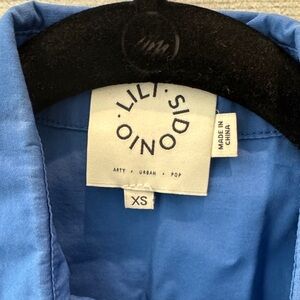 LILI · SIDONIO ·
ARTY • URBAN • POP
XS
MADE IN
CHINA